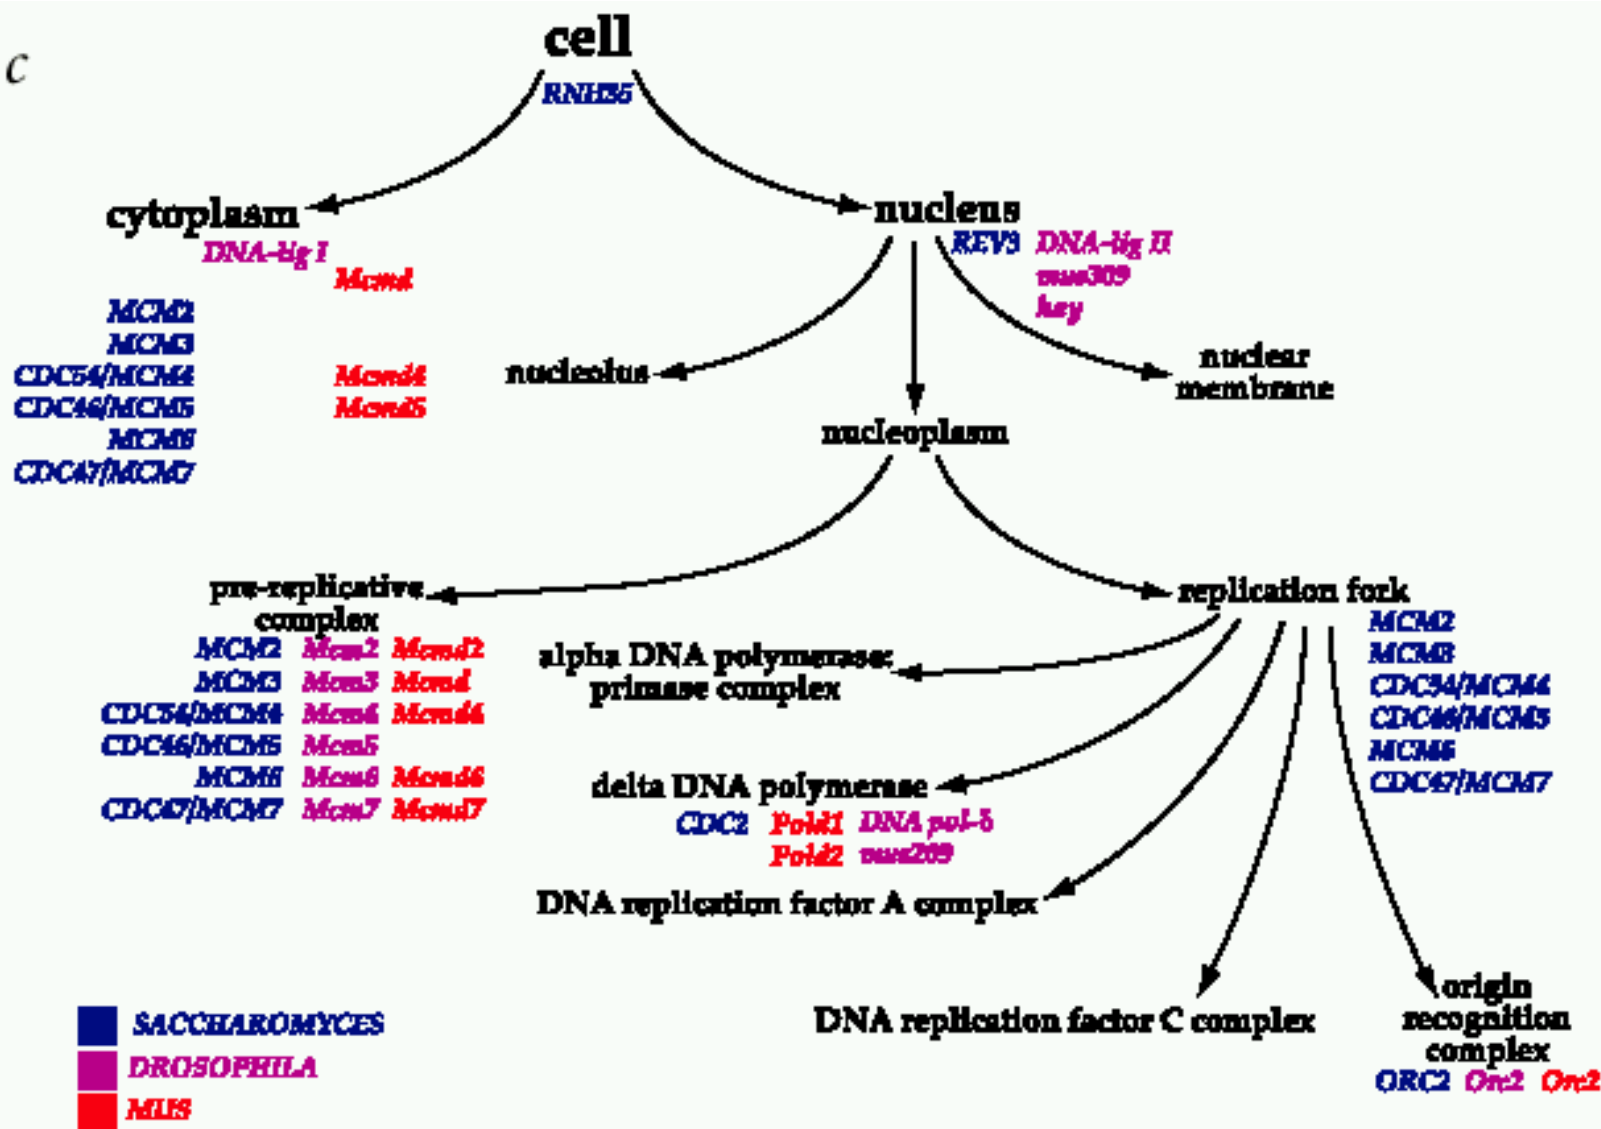 C
cell
RNH35
cytoplasm
DNA-lig I
Mcmd
MCM2
MCM3
CDC54/MCM4 Mcmd4
CDC46/MCM5 Mcmd5
MCM6
CDC47/MCM7
nucleus
REV3 DNA-lig II
mus309
hay
nucleolus
nuclear
membrane
nucleoplasm
pre-replicative
complex
MCM2 Mcm2 Mcmd2
MCM3 Mcm3 Mcmd
CDC54/MCM4 Mcm4 Mcmd4
CDC46/MCM5 Mcm5
MCM6 Mcm6 Mcmd6
CDC47/MCM7 Mcm7 Mcmd7
replication fork
MCM2
MCM3
CDC54/MCM4
CDC46/MCM5
MCM6
CDC47/MCM7
alpha DNA polymerase:
primase complex
delta DNA polymerase
CDC2 Pold1 DNA pol-δ
Pold2 mus209
DNA replication factor A complex
DNA replication factor C complex
origin
recognition
complex
ORC2 Orc2 Orc2
SACCHAROMYCES
DROSOPHILA
MUS